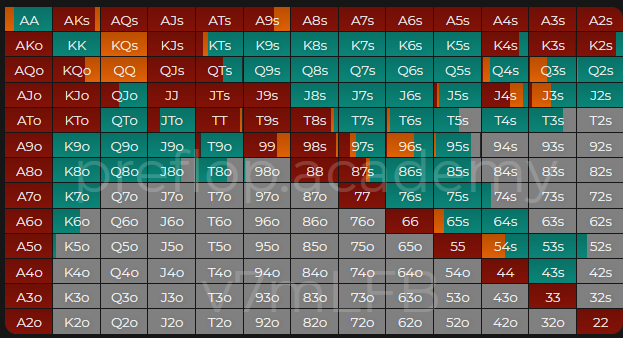 AA AKs AQs AJs ATs A9s A8s A7s A6s A5s A4s A3s A2s
AKo KK KQs KJs KTs K9s K8s K7s K6s K5s K4s K3s K2s
AQo KQo QQ QJs QTs Q9s Q8s Q7s Q6s Q5s Q4s Q3s Q2s
AJo KJo QJo JJ JTs J9s J8s J7s J6s J5s J4s J3s J2s
ATo KTo QTo JTo TT T9s T8s T7s T6s T5s T4s T3s T2s
A9o K9o Q9o J9o T9o 99 98s 97s 96s 95s 94s 93s 92s
A8o K8o Q8o J8o T8o 98o 88 87s 86s 85s 84s 83s 82s
preflop.academy
A7o K7o Q7o J7o T7o 97o 87o 77 76s 75s 74s 73s 72s
A6o K6o Q6o J6o T6o 96o 86o 76o 66 65s 64s 63s 62s
A5o K5o Q5o J5o T5o 95o 85o 75o 65o 55 54s 53s 52s
A4o K4o Q4o J4o T4o 94o 84o 74o 64o 54o 44 43s 42s
v7mLFB
A3o K3o Q3o J3o T3o 93o 83o 73o 63o 53o 43o 33 32s
A2o K2o Q2o J2o T2o 92o 82o 72o 62o 52o 42o 32o 22